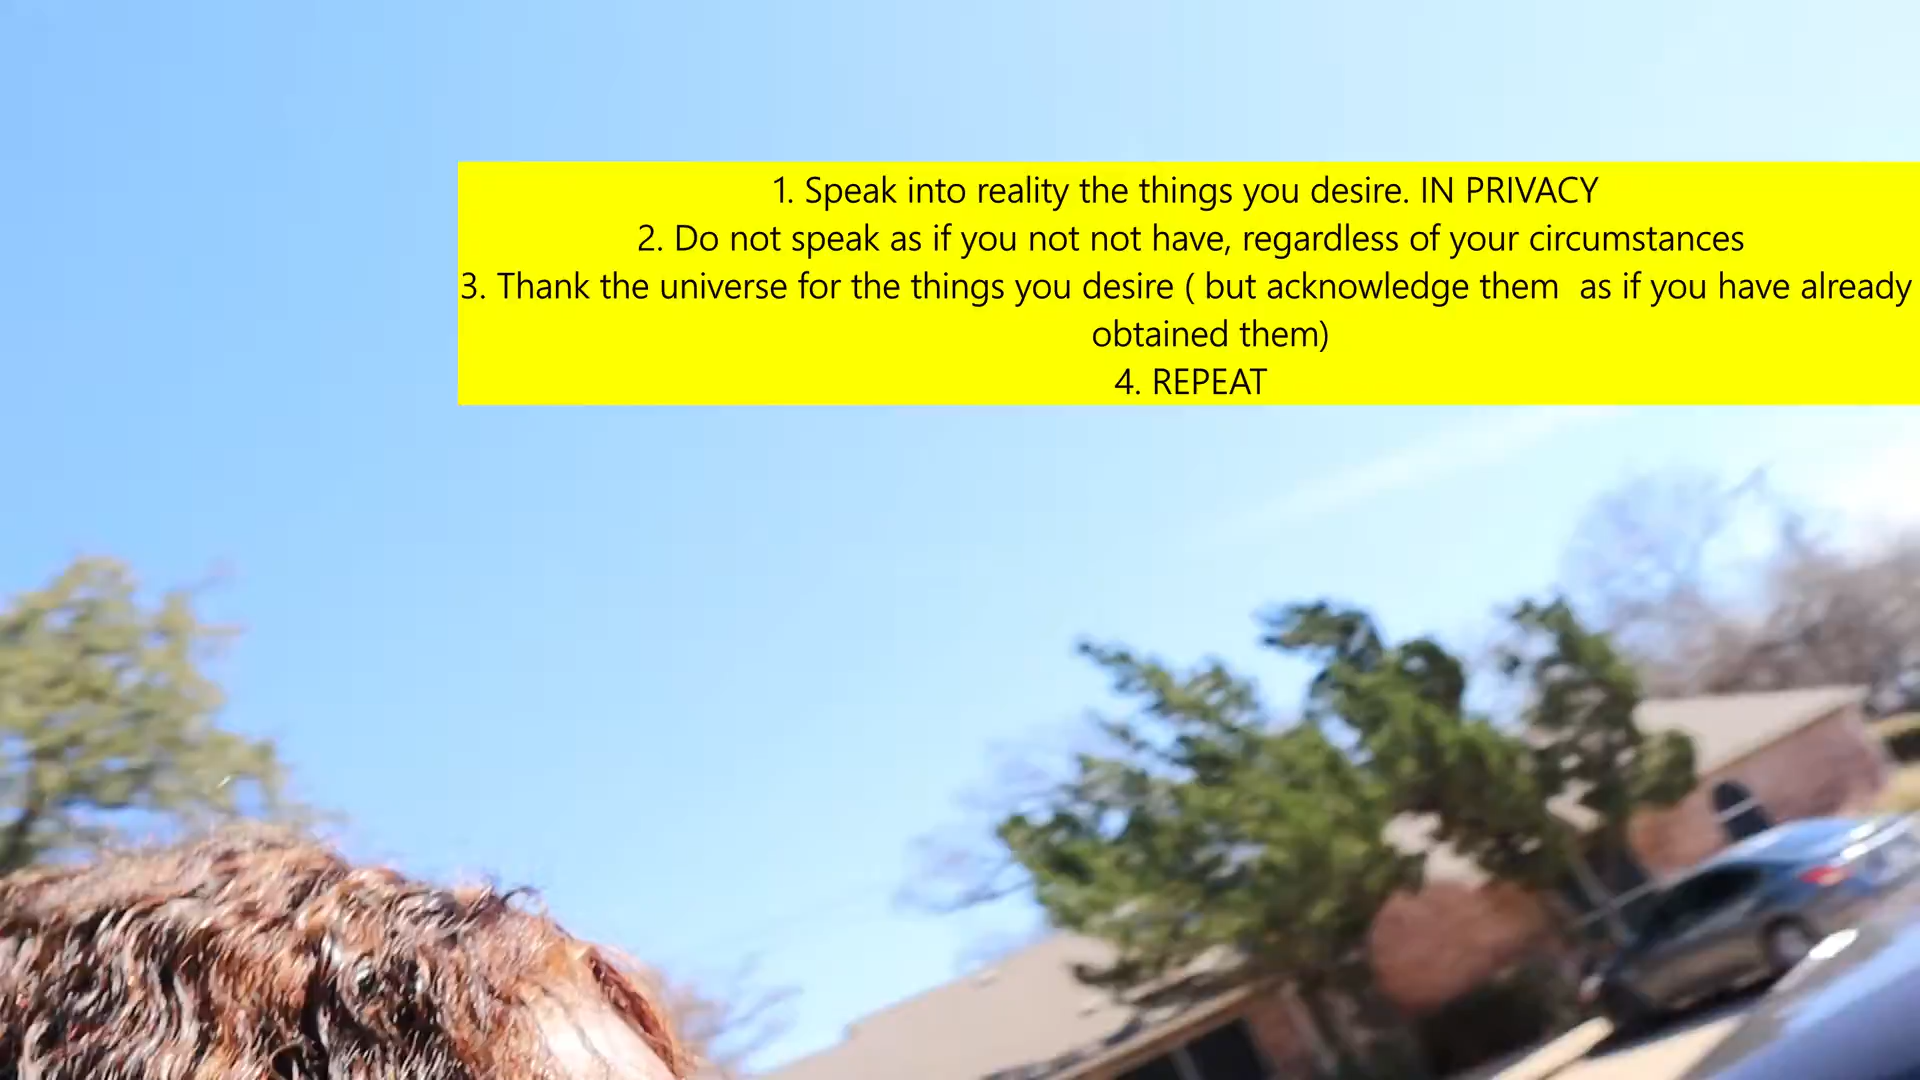 1. Speak into reality the things you desire. IN PRIVACY
2. Do not speak as if you not not have, regardless of your circumstances
3. Thank the universe for the things you desire ( but acknowledge them  as if you have already
obtained them)
4. REPEAT